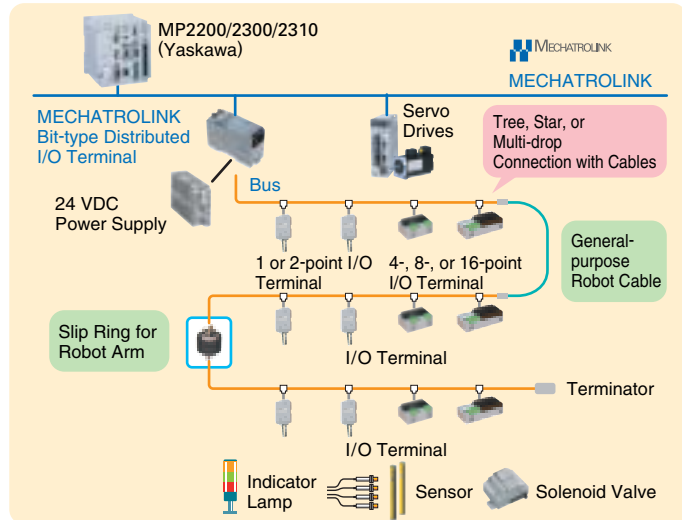 MP2200/2300/2310
(Yaskawa)
MECHATROLINK
MECHATROLINK
MECHATROLINK
Bit-type Distributed
I/O Terminal
Servo
Drives
Tree, Star, or
Multi-drop
Connection with Cables
24 VDC
Power Supply
Bus
1 or 2-point I/O
Terminal
4-, 8-, or 16-point
I/O Terminal
General-
purpose
Robot Cable
Slip Ring for
Robot Arm
I/O Terminal
Terminator
I/O Terminal
Indicator
Lamp
Sensor
Solenoid Valve